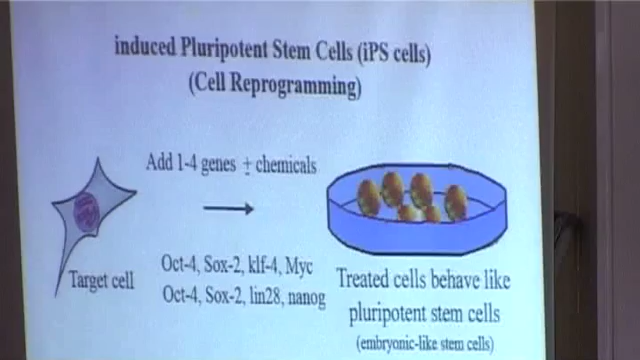 induced Pluripotent Stem Cells (iPS cells)
(Cell Reprogramming)
Add 1-4 genes ± chemicals
Target cell
Oct-4, Sox-2, klf-4, Myc
Oct-4, Sox-2, lin28, nanog
Treated cells behave like
pluripotent stem cells
(embryonic-like stem cells)